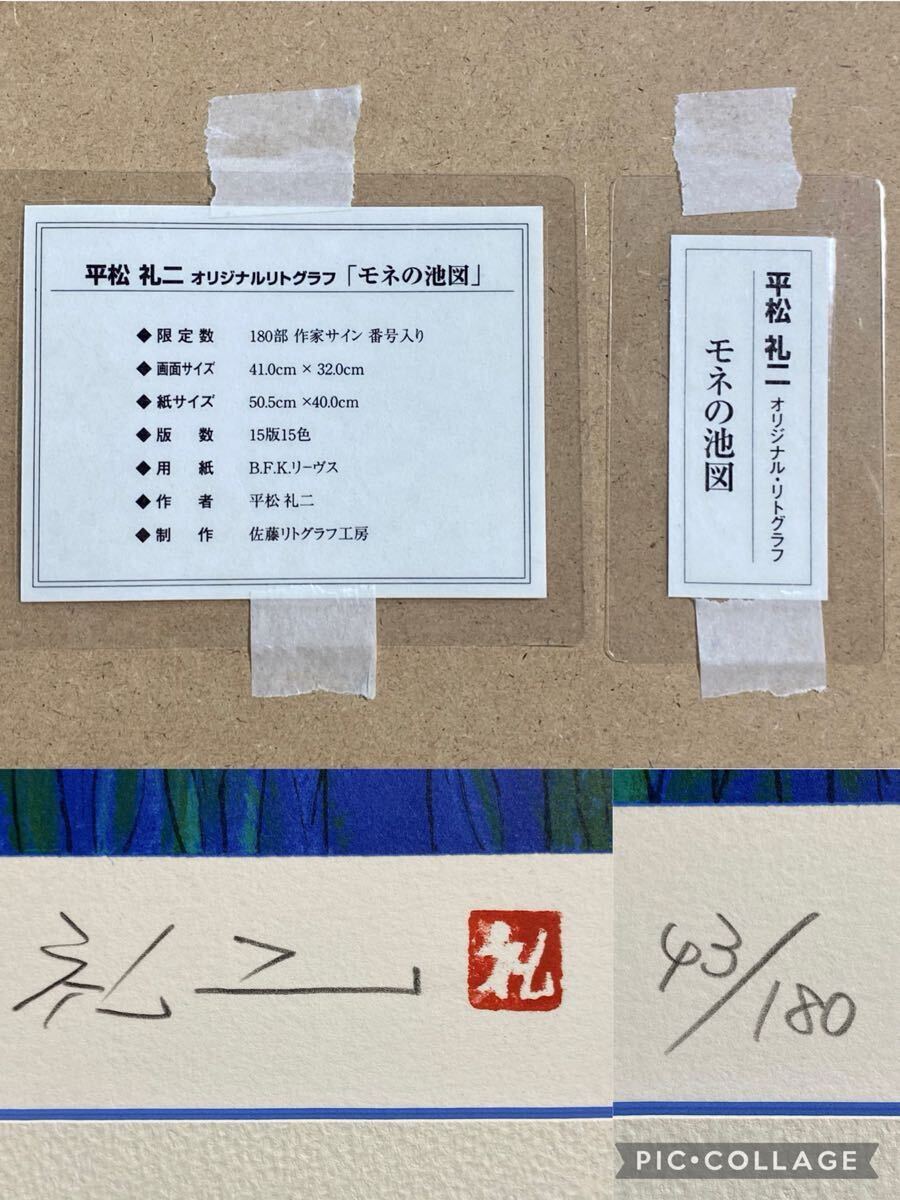 平松 礼二 オリジナルリトグラフ「モネの池図」
◆限定数 180部 作家サイン 番号入り
◆画面サイズ 41.0cm × 32.0cm
◆紙サイズ 50.5cm ×40.0cm
◆版数 15版15色
◆用紙 B.F.K.リーヴス
◆作者 平松 礼二
◆制作 佐藤リトグラフ工房
平松 礼二 オリジナル・リトグラフ
モネの池図
礼二
礼
43/180
PIC•COLLAGE